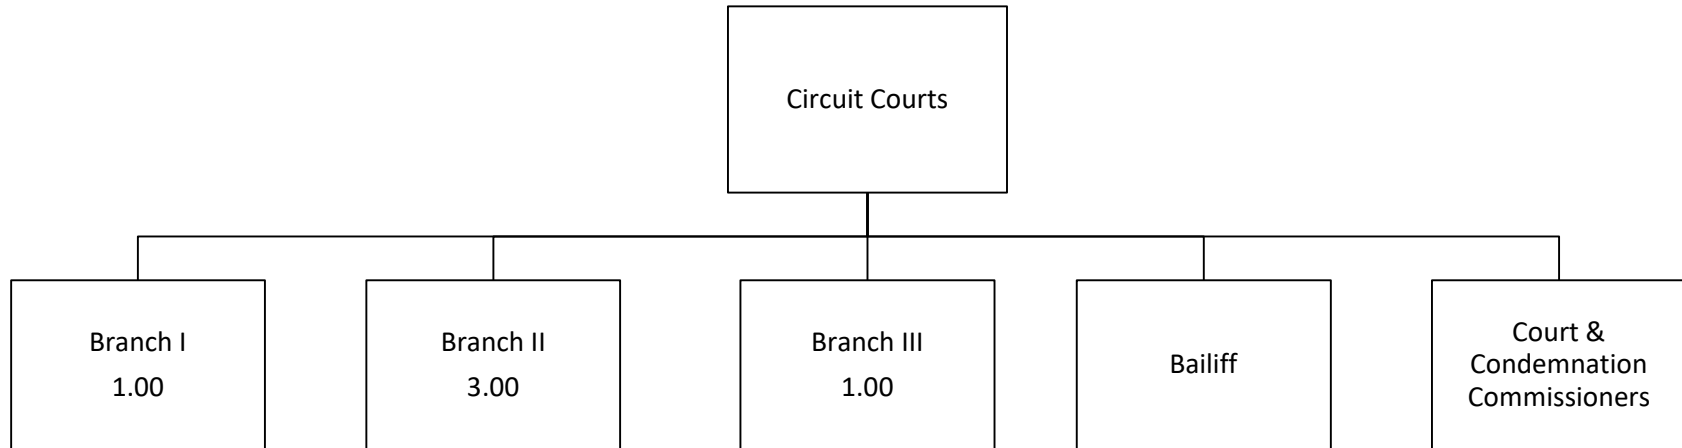 Circuit Courts
Branch I
1.00
Branch II
3.00
Branch III
1.00
Bailiff
Court &
Condemnation
Commissioners